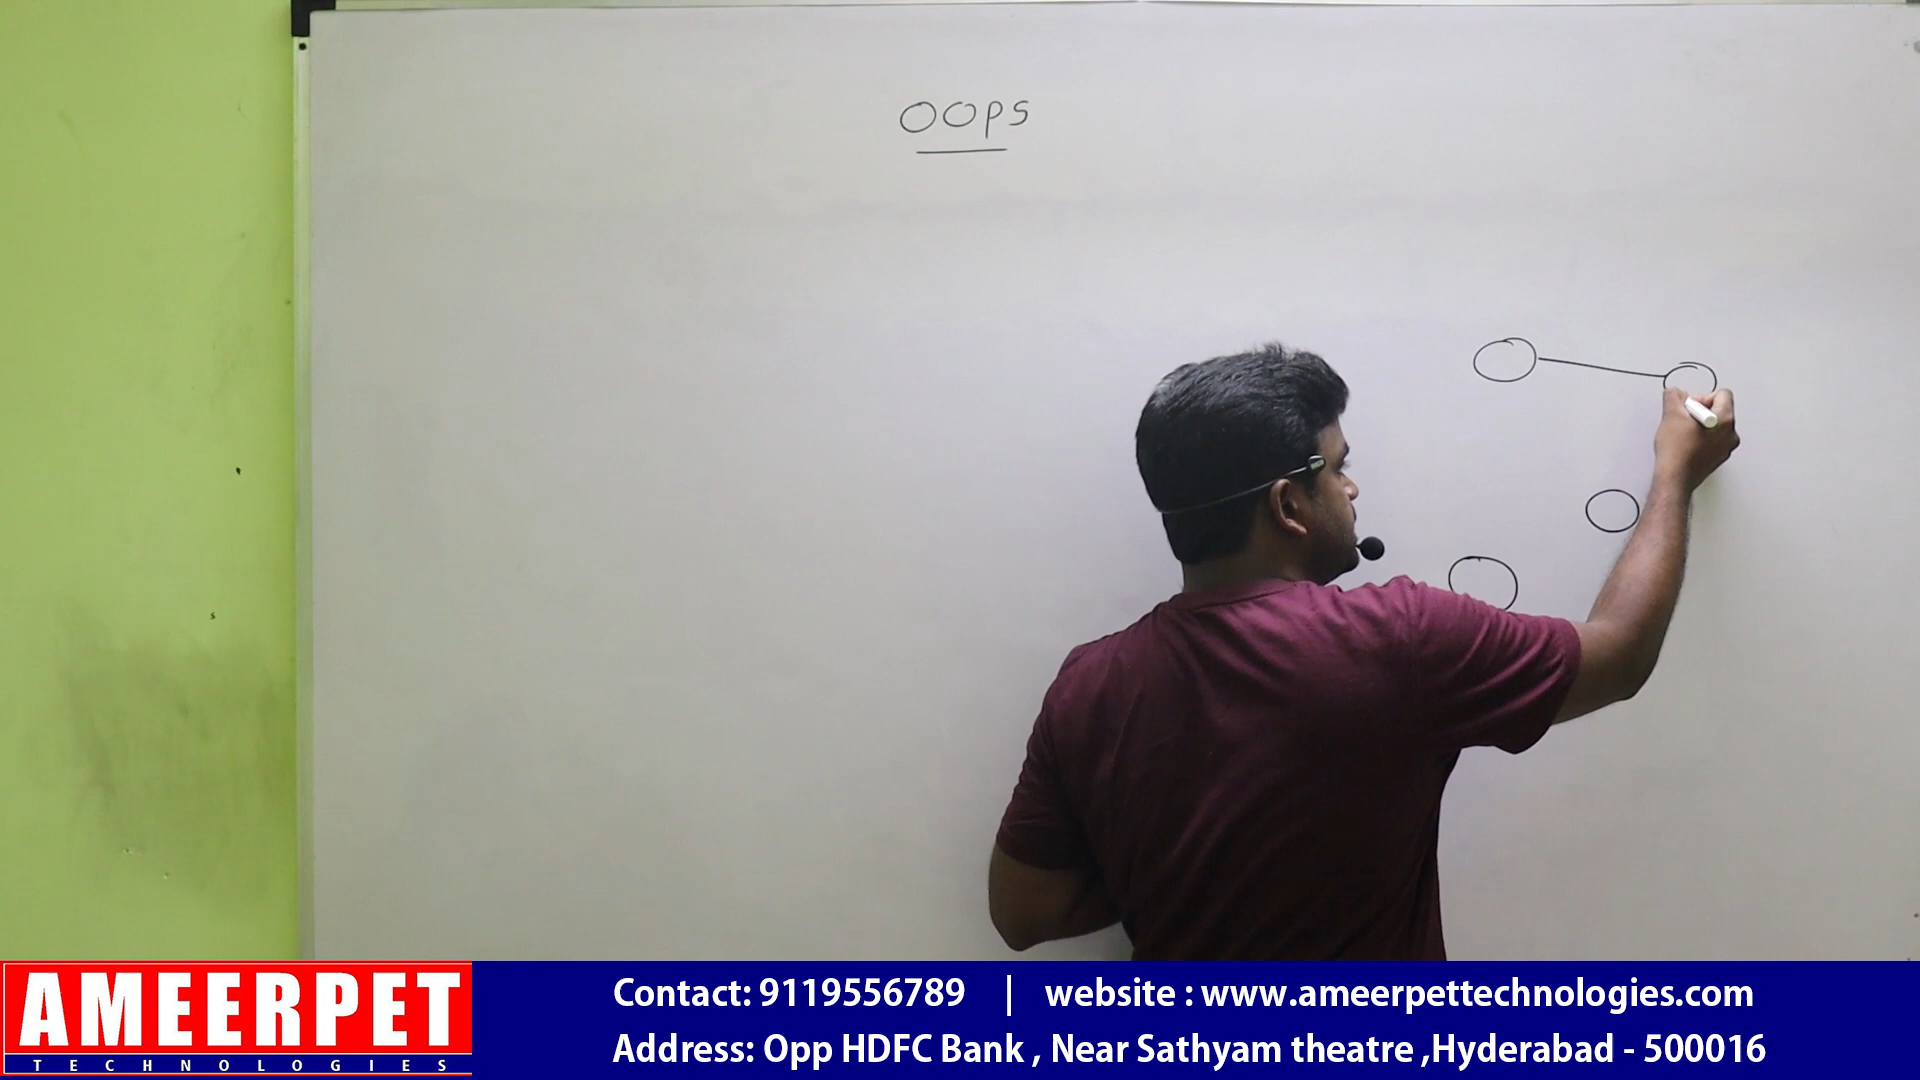 OOPS
AMEERPET
TECHNOLOGIES
Contact: 9119556789 | website : www.ameerpettechnologies.com
Address: Opp HDFC Bank , Near Sathyam theatre ,Hyderabad - 500016